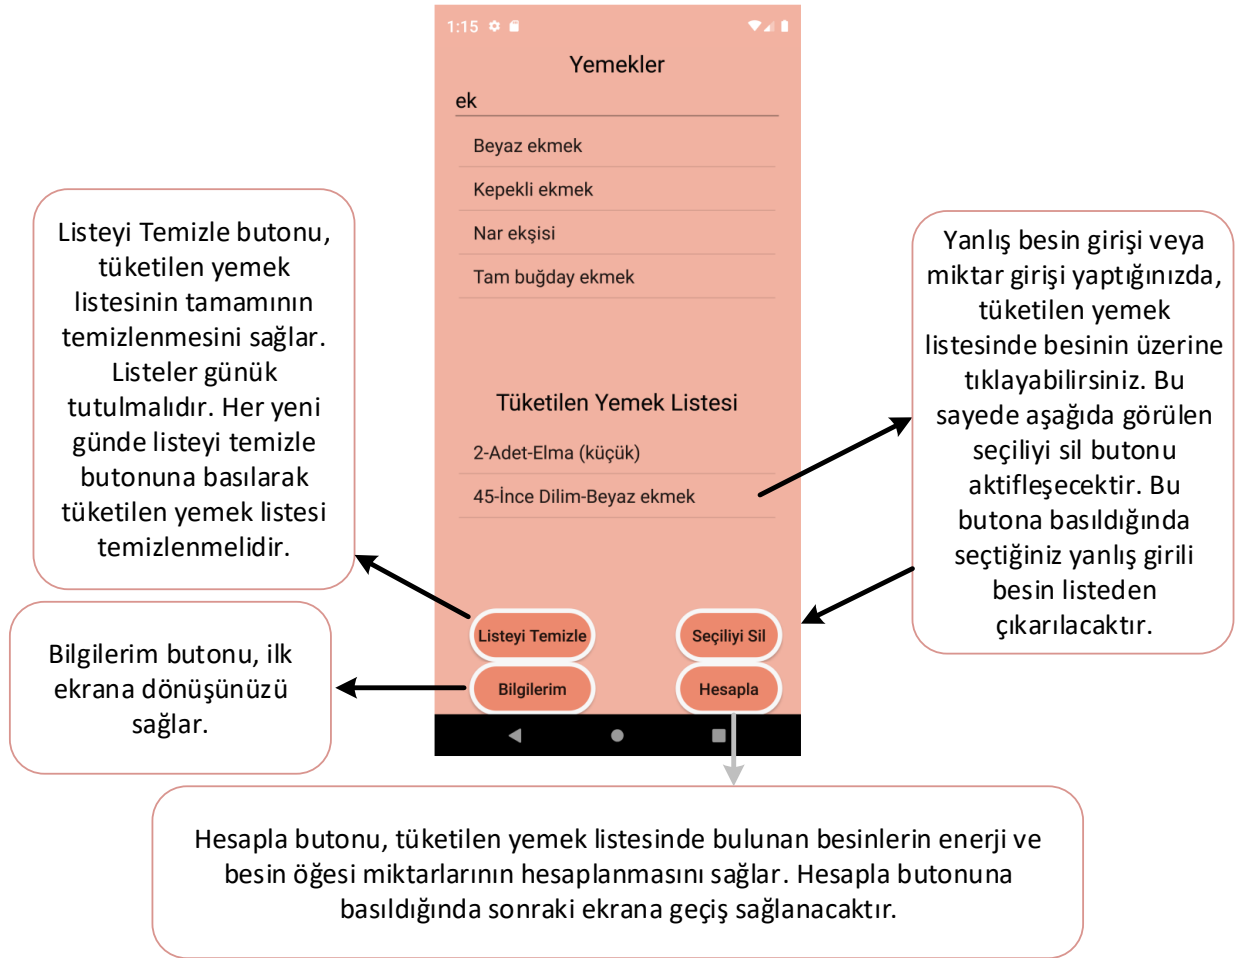 1:15
Yemekler
ek
Beyaz ekmek
Kepekli ekmek
Nar ekşisi
Tam buğday ekmek
Tüketilen Yemek Listesi
2-Adet-Elma (küçük)
45-İnce Dilim-Beyaz ekmek
Listeyi Temizle
Seçiliyi Sil
Bilgilerim
Hesapla
Listeyi Temizle butonu,
tüketilen yemek
listesinin tamamının
temizlenmesini sağlar.
Listeler günük
tutulmalıdır. Her yeni
günde listeyi temizle
butonuna basılarak
tüketilen yemek listesi
temizlenmelidir.
Bilgilerim butonu, ilk
ekrana dönüşünüzü
sağlar.
Yanlış besin girişi veya
miktar girişi yaptığınızda,
tüketilen yemek
listesinde besinin üzerine
tıklayabilirsiniz. Bu
sayede aşağıda görülen
seçiliyi sil butonu
aktifleşecektir. Bu
butona basıldığında
seçtiğiniz yanlış girili
besin listeden
çıkarılacaktır.
Hesapla butonu, tüketilen yemek listesinde bulunan besinlerin enerji ve
besin öğesi miktarlarının hesaplanmasını sağlar. Hesapla butonuna
basıldığında sonraki ekrana geçiş sağlanacaktır.